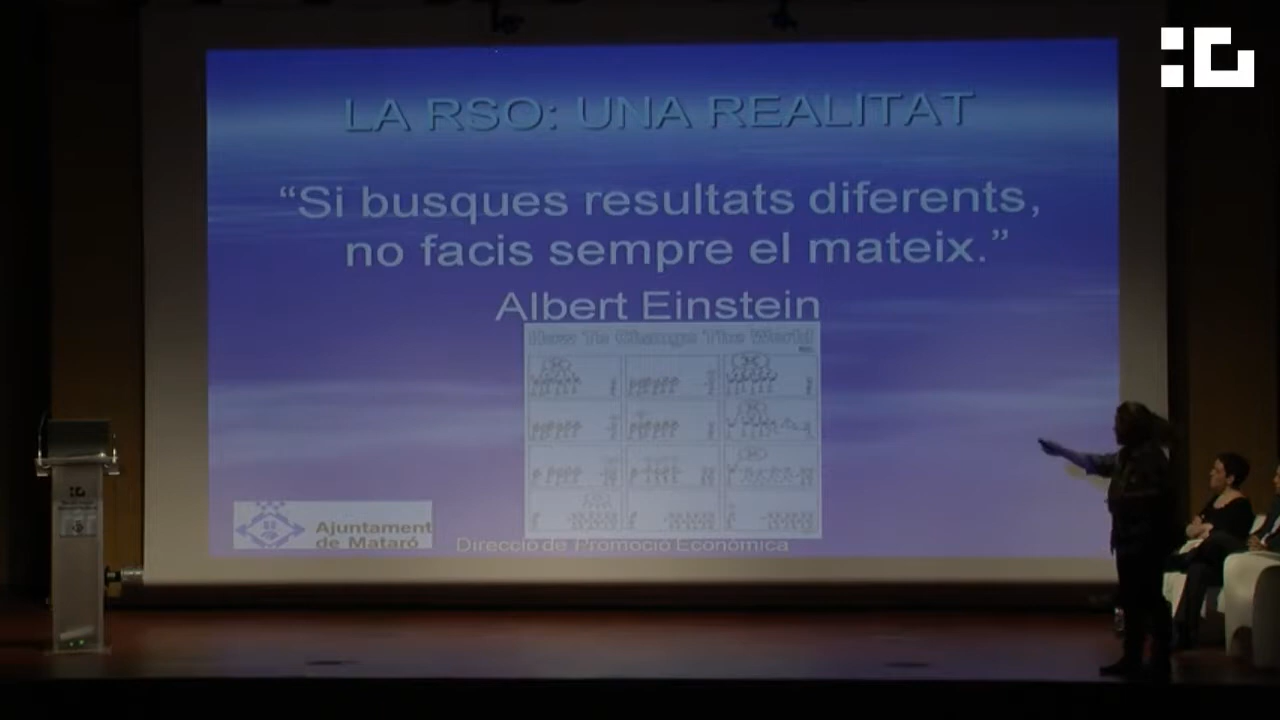 LA RSO: UNA REALITAT
“Si busques resultats diferents,
no facis sempre el mateix.”
Albert Einstein
How To Change The World
Ajuntament
de Mataró
Direcció de Promoció Econòmica